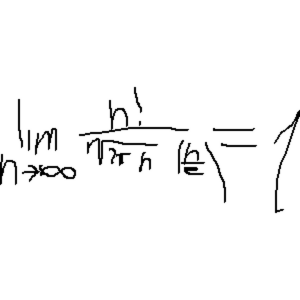 lim n→∞ n! / √2πn (n/e) = 1